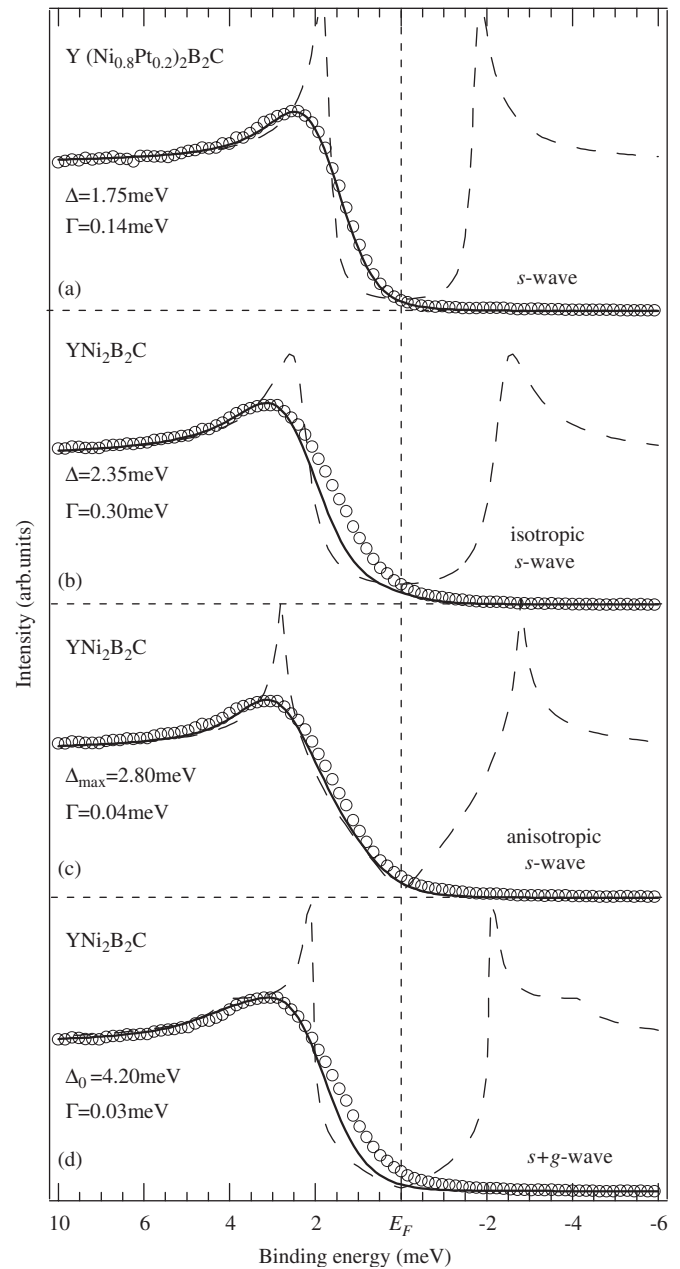 Y (Ni0.8Pt0.2)2B2C
Δ=1.75meV
Γ=0.14meV
(a)
s-wave
YNi2B2C
Δ=2.35meV
Γ=0.30meV
(b)
isotropic
s-wave
YNi2B2C
Δmax=2.80meV
Γ=0.04meV
(c)
anisotropic
s-wave
YNi2B2C
Δ0 =4.20meV
Γ=0.03meV
(d)
s+g-wave
Intensity (arb.units)
10 6 4 2 EF -2 -4 -6
Binding energy (meV)